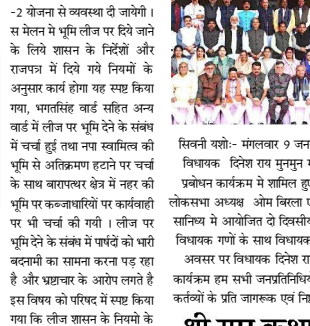 -2 योजना से व्यवस्था दी जायेगी ।
स मेलन मे भूमि लीज पर दिये जाने
के लिये शासन के निर्देशों और
राजपत्र में दिये गये नियमों के
अनुसार कार्य होगा यह स्पष्ट किया
गया, भगतसिंह वार्ड सहित अन्य
वार्ड में लीज पर भूमि देने के संबंध
में चर्चा हुई तथा नपा स्वामित्व की
भूमि से अतिक्रमण हटाने पर चर्चा
के साथ बारापत्थर क्षेत्र में नहर की
भूमि पर कब्जाधारियों पर कार्यवाही
पर भी चर्चा की गयी । लीज पर
भूमि देने के संबंध में पार्षदों को भारी
बदनामी का सामना करना पड़ रहा
है और भ्रष्टाचार के आरोप लगते है
इस विषय को परिषद में स्पष्ट किया
गया कि लीज शासन के नियमो के
सिवनी यशोः- मंगलवार 9 जन
विधायक दिनेश राय मुनमुन
प्रबोधन कार्यक्रम मे शामिल हु
लोकसभा अध्यक्ष ओम बिरला
सानिध्य मे आयोजित दो दिवसीय
विधायक गणों के साथ विधायक
अवसर पर विधायक दिनेश रा
कार्यक्रम हम सभी जनप्रतिनिधि
कर्तव्यों के प्रति जागरूक एवं नि